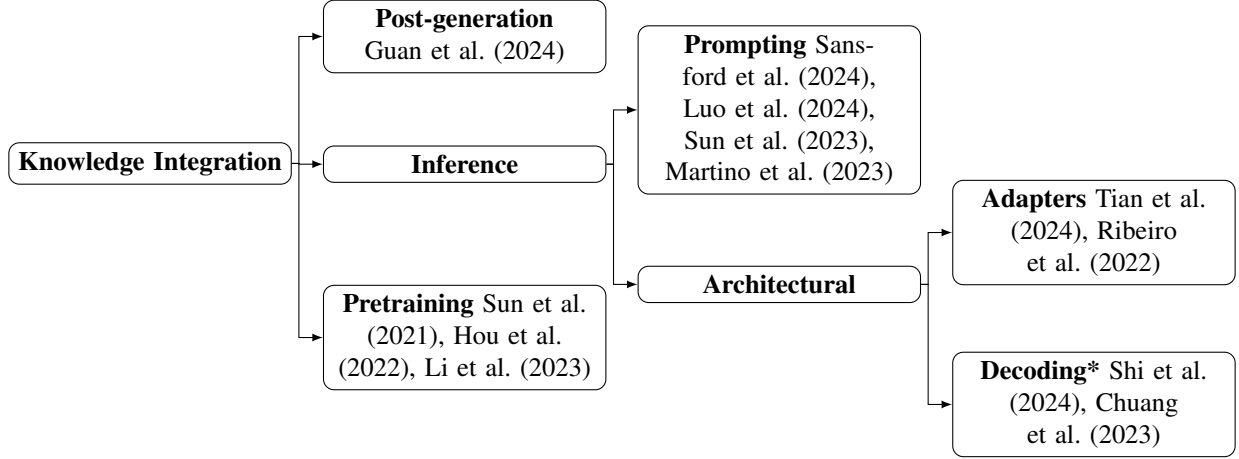 Post-generation
Guan et al. (2024)
Prompting Sans-
ford et al. (2024),
Luo et al. (2024),
Sun et al. (2023),
Martino et al. (2023)
Knowledge Integration
Inference
Adapters Tian et al.
(2024), Ribeiro
et al. (2022)
Architectural
Pretraining Sun et al.
(2021), Hou et al.
(2022), Li et al. (2023)
Decoding* Shi et al.
(2024), Chuang
et al. (2023)